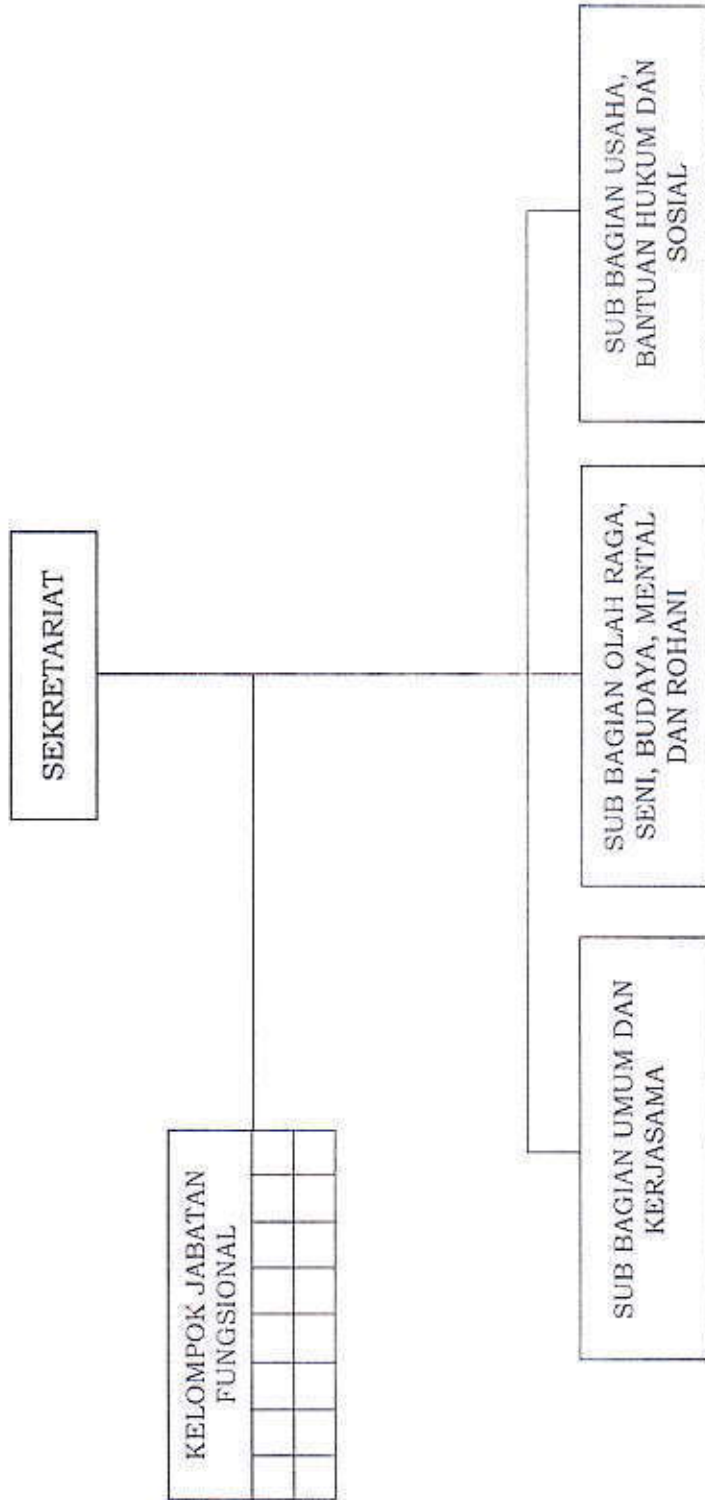 SEKRETARIAT
KELOMPOK JABATAN
FUNGSIONAL
SUB BAGIAN UMUM DAN
KERJASAMA
SUB BAGIAN OLAH RAGA,
SENI, BUDAYA, MENTAL
DAN ROHANI
SUB BAGIAN USAHA,
BANTUAN HUKUM DAN
SOSIAL